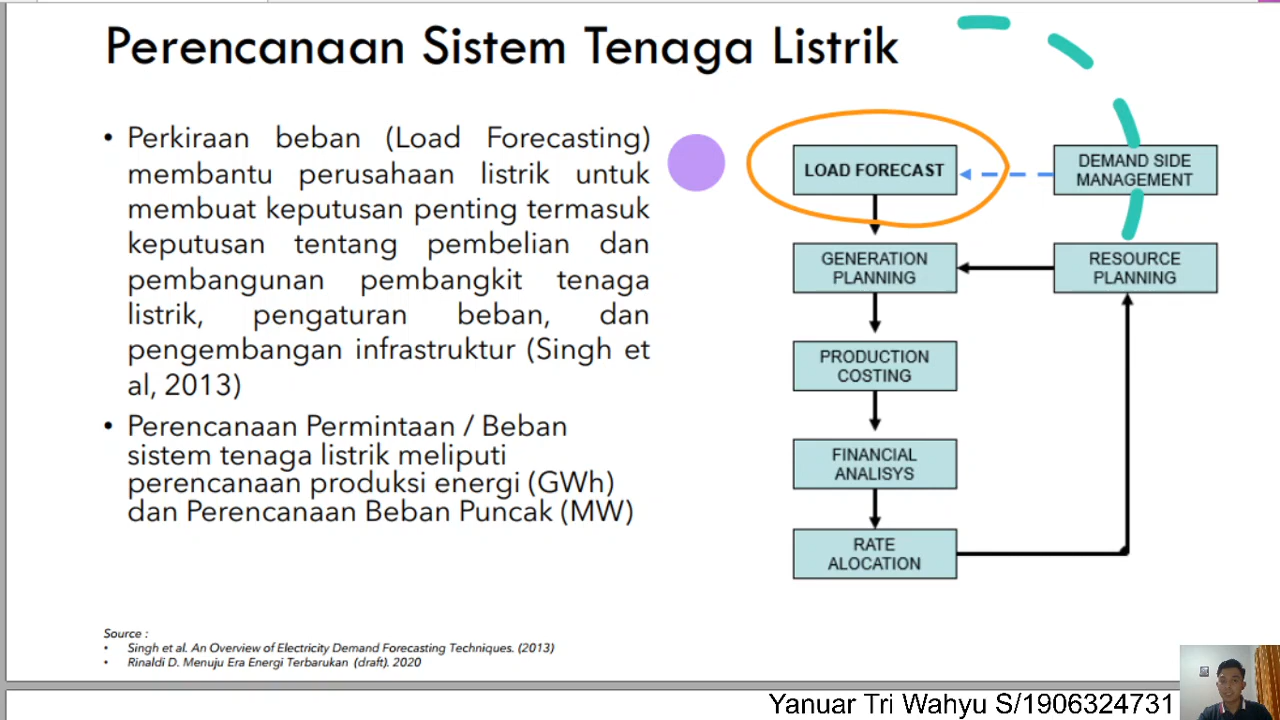 Perencanaan Sistem Tenaga Listrik
• Perkiraan beban (Load Forecasting)
membantu perusahaan listrik untuk
membuat keputusan penting termasuk
keputusan tentang pembelian dan
pembangunan pembangkit tenaga
listrik, pengaturan beban, dan
pengembangan infrastruktur (Singh et
al, 2013)
• Perencanaan Permintaan / Beban
sistem tenaga listrik meliputi
perencanaan produksi energi (GWh)
dan Perencanaan Beban Puncak (MW)
LOAD FORECAST
DEMAND SIDE
MANAGEMENT
GENERATION
PLANNING
RESOURCE
PLANNING
PRODUCTION
COSTING
FINANCIAL
ANALISYS
RATE
ALOCATION
Source :
• Singh et al. An Overview of Electricity Demand Forecasting Techniques. (2013)
• Rinaldi D. Menuju Era Energi Terbarukan (draft). 2020
Yanuar Tri Wahyu S/1906324731